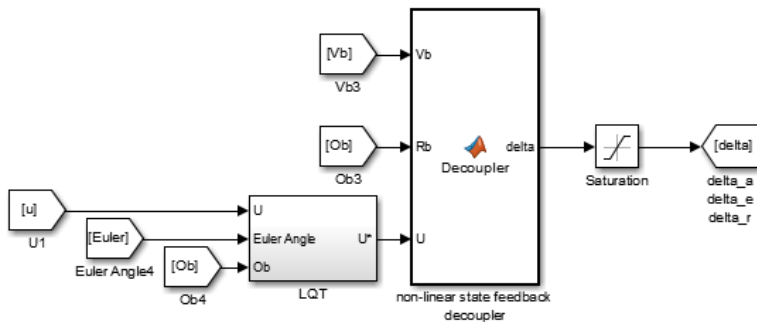 [Vb]
Vb3
Vb
[Ob]
Ob3
Rb
Decoupler
delta
Saturation
[delta]
delta_a
delta_e
delta_r
[u]
U1
[Euler]
Euler Angle4
[Ob]
Ob4
U
Euler Angle
Ob
U*
LQT
U
non-linear state feedback
decoupler